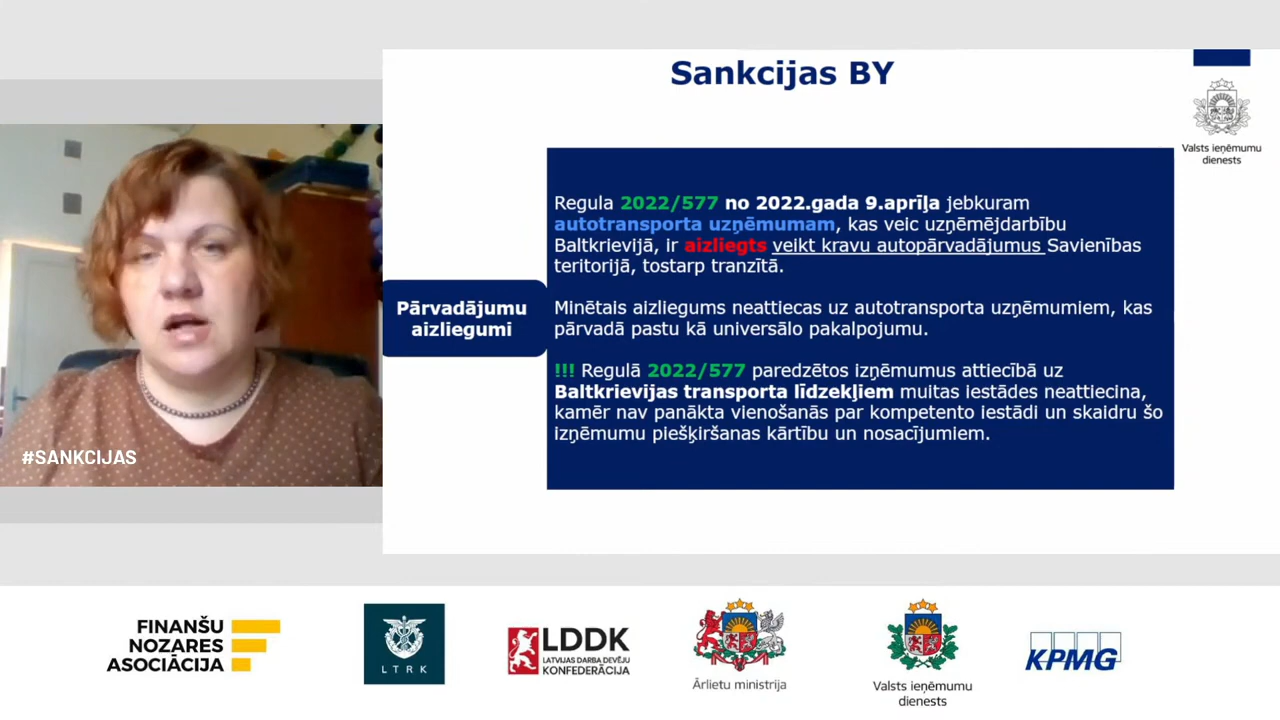 Sankcijas BY
Valsts ieņēmumu
dienests
Regula 2022/577 no 2022.gada 9.aprīļa jebkuram
autotransporta uzņēmumam, kas veic uzņēmējdarbību
Baltkrievijā, ir aizliegts veikt kravu autopārvadājumus Savienības
teritorijā, tostarp tranzītā.
Pārvadājumu
aizliegumi
Minētais aizliegums neattiecas uz autotransporta uzņēmumiem, kas
pārvadā pastu kā universālo pakalpojumu.
!!! Regulā 2022/577 paredzētos izņēmumus attiecībā uz
Baltkrievijas transporta līdzekļiem muitas iestādes neattiecina,
kamēr nav panākta vienošanās par kompetento iestādi un skaidru šo
izņēmumu piešķiršanas kārtību un nosacījumiem.
#SANKCIJAS
FINANŠU
NOZARES
ASOCIĀCIJA
LTRK
LDDK
LATVIJAS DARBA DEVĒJU
KONFEDERĀCIJA
Ārlietu ministrija
Valsts ieņēmumu
dienests
KPMG